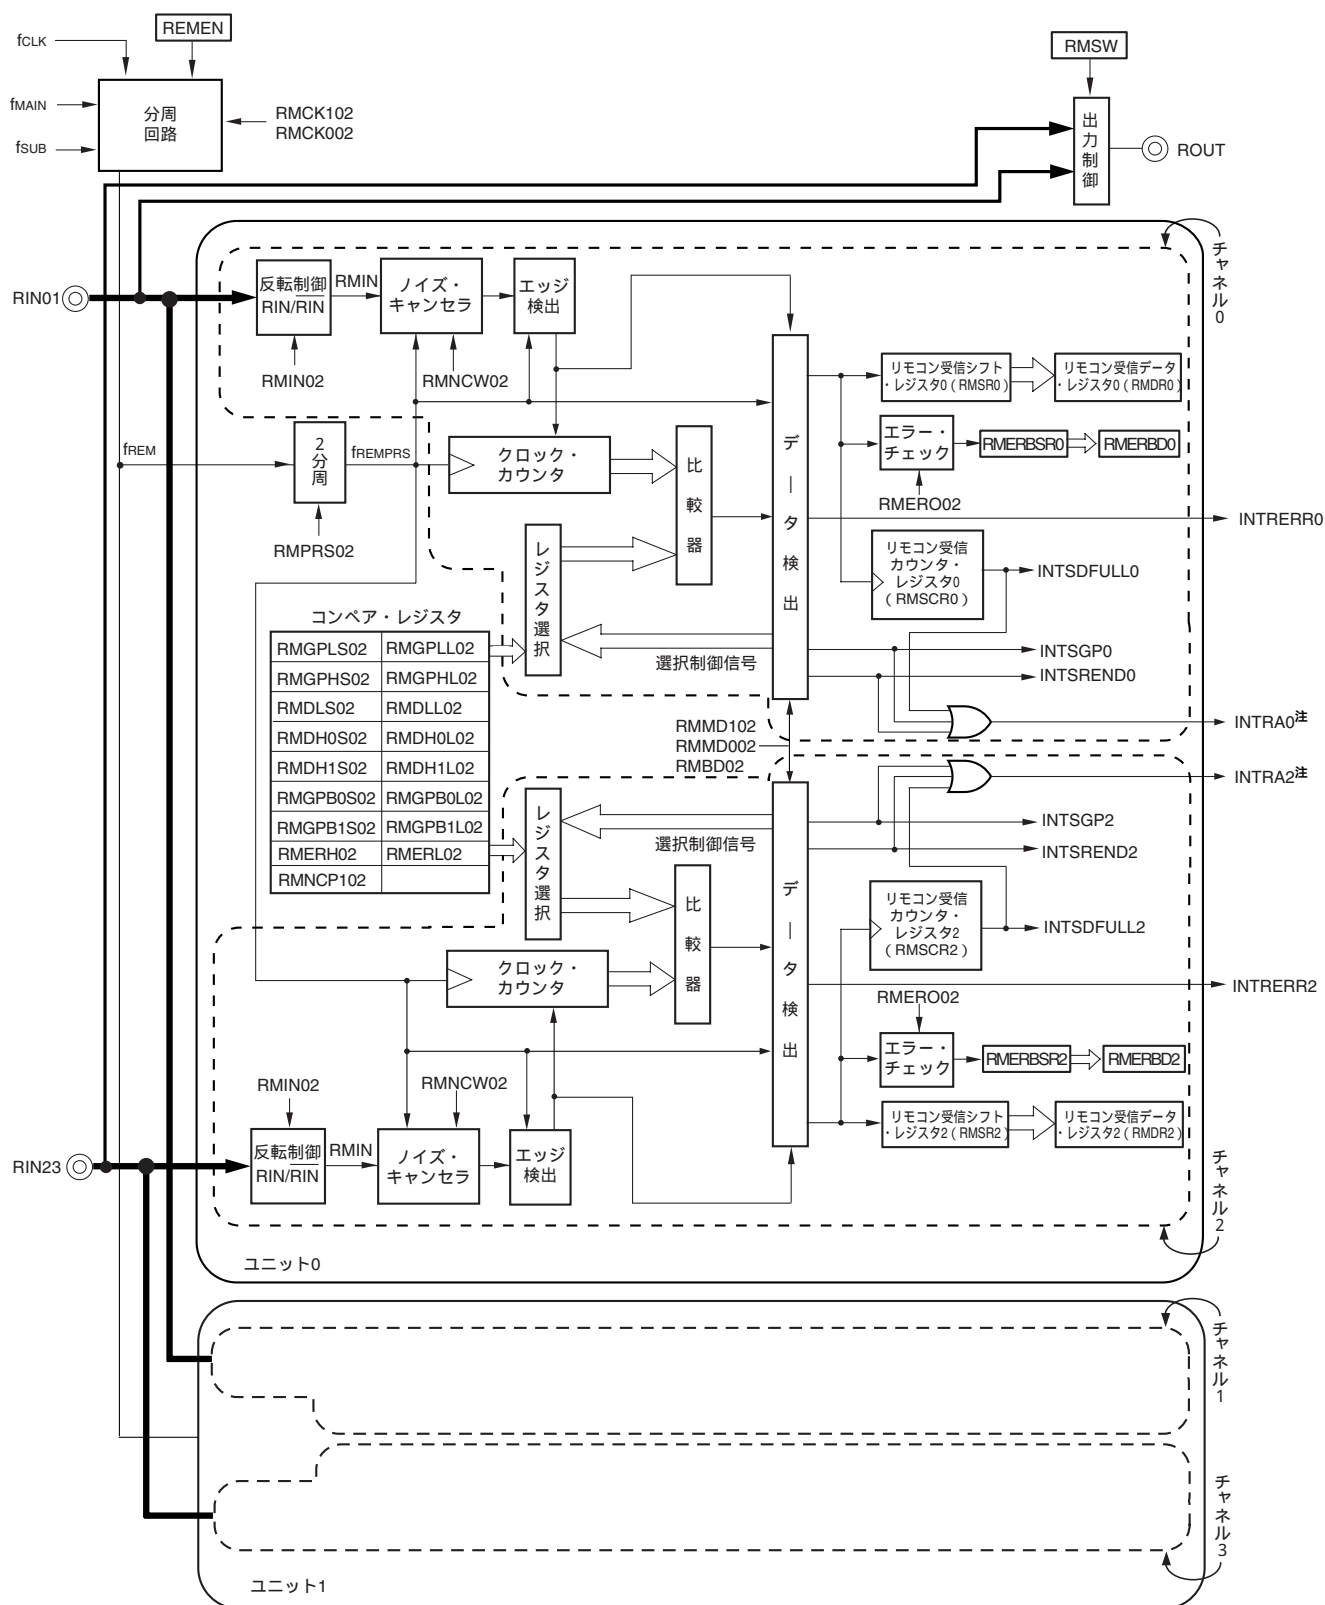 fCLK
REMEN
fMAIN
fSUB
分周
回路
RMCK102
RMCK002
RMSW
出力制御
ROUT
チャネル0
RIN01
反転制御
RIN/RIN
RMIN
ノイズ・
キャンセラ
エッジ
検出
RMIN02
RMNCW02
リモコン受信シフト
・レジスタ0（RMSR0）
リモコン受信データ
・レジスタ0（RMDR0）
エラー・
チェック
RMERBSR0
RMERBD0
RMERO02
fREM
2分周
fREMPRS
クロック・
カウンタ
比較器
データ検出
RMPRS02
INTRERR0
レジスタ選択
リモコン受信
カウンタ・
レジスタ0
（RMSCR0）
INTSDFULL0
コンペア・レジスタ
RMGPLS02 RMGPLL02
RMGPHS02 RMGPHL02
RMDLS02 RMDLL02
RMDH0S02 RMDH0L02
RMDH1S02 RMDH1L02
RMGPB0S02 RMGPB0L02
RMGPB1S02 RMGPB1L02
RMERH02 RMERL02
RMNCP102
選択制御信号
INTSGP0
INTSREND0
RMMD102
RMMD002
RMBD02
INTRA0注
INTRA2注
レジスタ選択
選択制御信号
INTSGP2
INTSREND2
比較器
データ検出
リモコン受信
カウンタ・
レジスタ2
（RMSCR2）
INTSDFULL2
クロック・
カウンタ
INTRERR2
RMERO02
エラー・
チェック
RMERBSR2
RMERBD2
RMIN02
RMNCW02
リモコン受信シフト
・レジスタ2（RMSR2）
リモコン受信データ
・レジスタ2（RMDR2）
RIN23
反転制御
RIN/RIN
RMIN
ノイズ・
キャンセラ
エッジ
検出
チャネル2
ユニット0
チャネル1
チャネル3
ユニット1